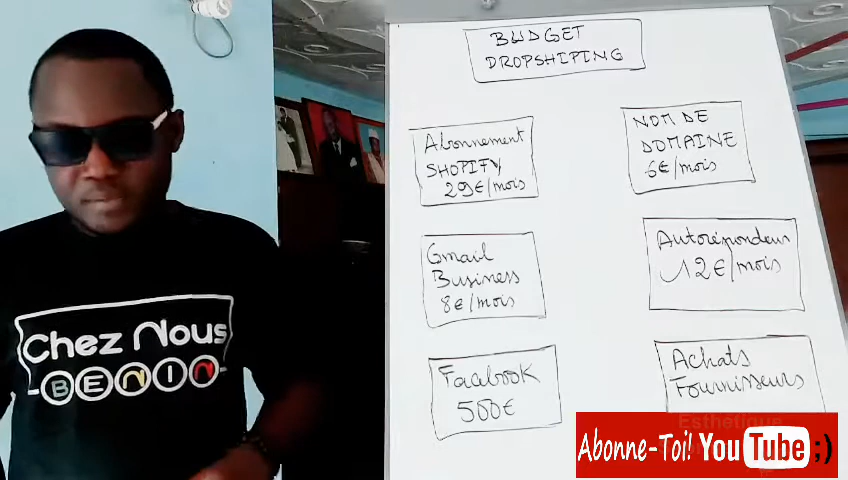 BUDGET
DROPSHIPING
Abonnement
SHOPIFY
29€/mois
NOM DE
DOMAINE
6€/mois
Gmail
Business
8€/mois
Autorépondeur
12€/mois
Facebook
500€
Achats
Fournisseurs
Esthetique
Chez Nous
BENIN
Abonne-Toi! YouTube ;)